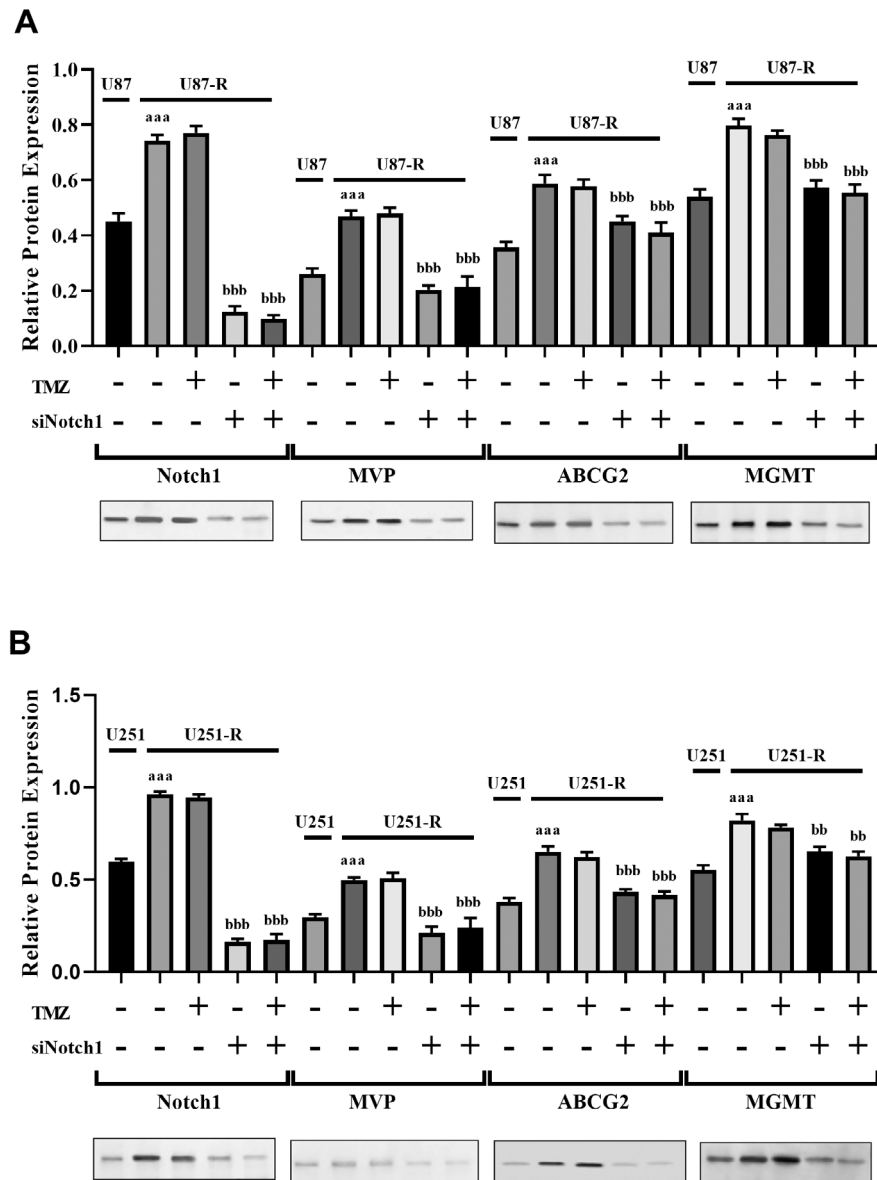 A
U87
U87-R
U87
U87-R
U87
U87-R
U87
U87-R
1.0
0.8
0.6
0.4
0.2
0.0
Relative Protein Expression
aaa
bbb
bbb
aaa
bbb
bbb
aaa
bbb
bbb
aaa
bbb
bbb
TMZ - - + - + - - + - + - - + - + - - + - +
siNotch1 - - - + + - - - + + - - - + + - - - + +
Notch1 MVP ABCG2 MGMT
B
U251
U251-R
U251
U251-R
U251
U251-R
U251
U251-R
1.5
1.0
0.5
0.0
Relative Protein Expression
aaa
bbb
bbb
aaa
bbb
bbb
aaa
bbb
bbb
aaa
bb
bb
TMZ - - + - + - - + - + - - + - + - - + - +
siNotch1 - - - + + - - - + + - - - + + - - - + +
Notch1 MVP ABCG2 MGMT